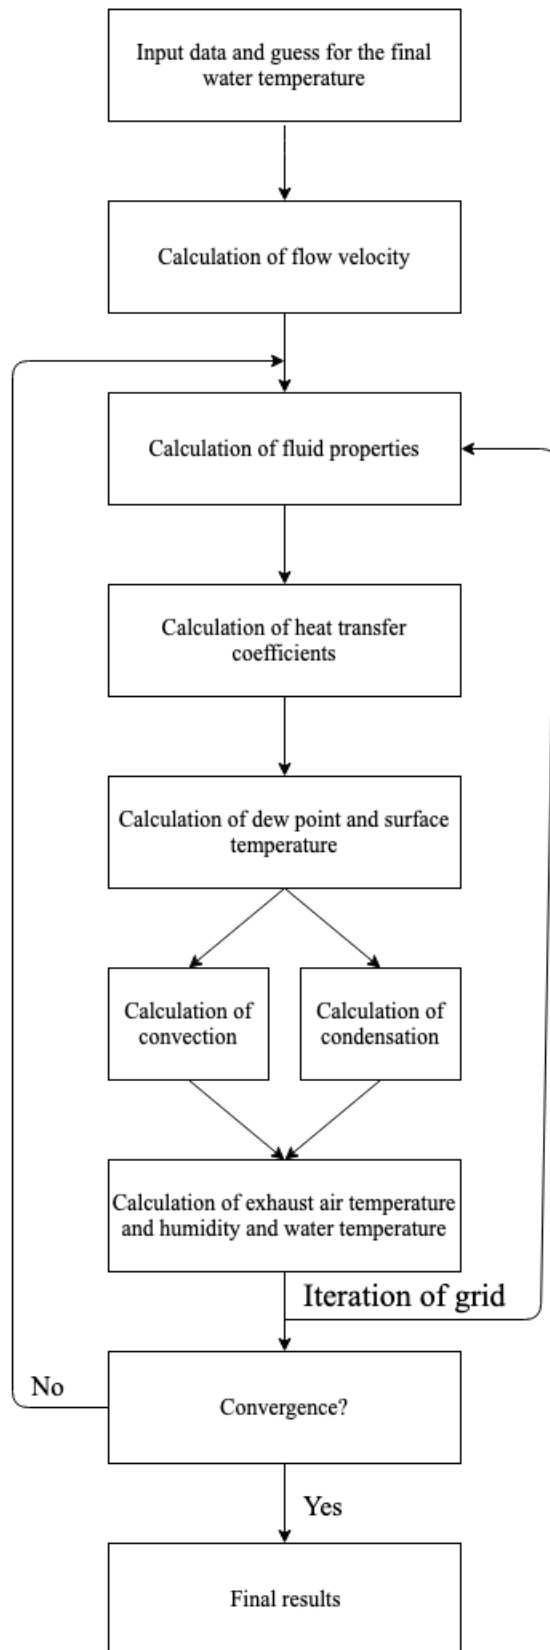 Input data and guess for the final
water temperature
Calculation of flow velocity
Calculation of fluid properties
Calculation of heat transfer
coefficients
Calculation of dew point and surface
temperature
Calculation of
convection
Calculation of
condensation
Calculation of exhaust air temperature
and humidity and water temperature
Iteration of grid
No
Convergence?
Yes
Final results